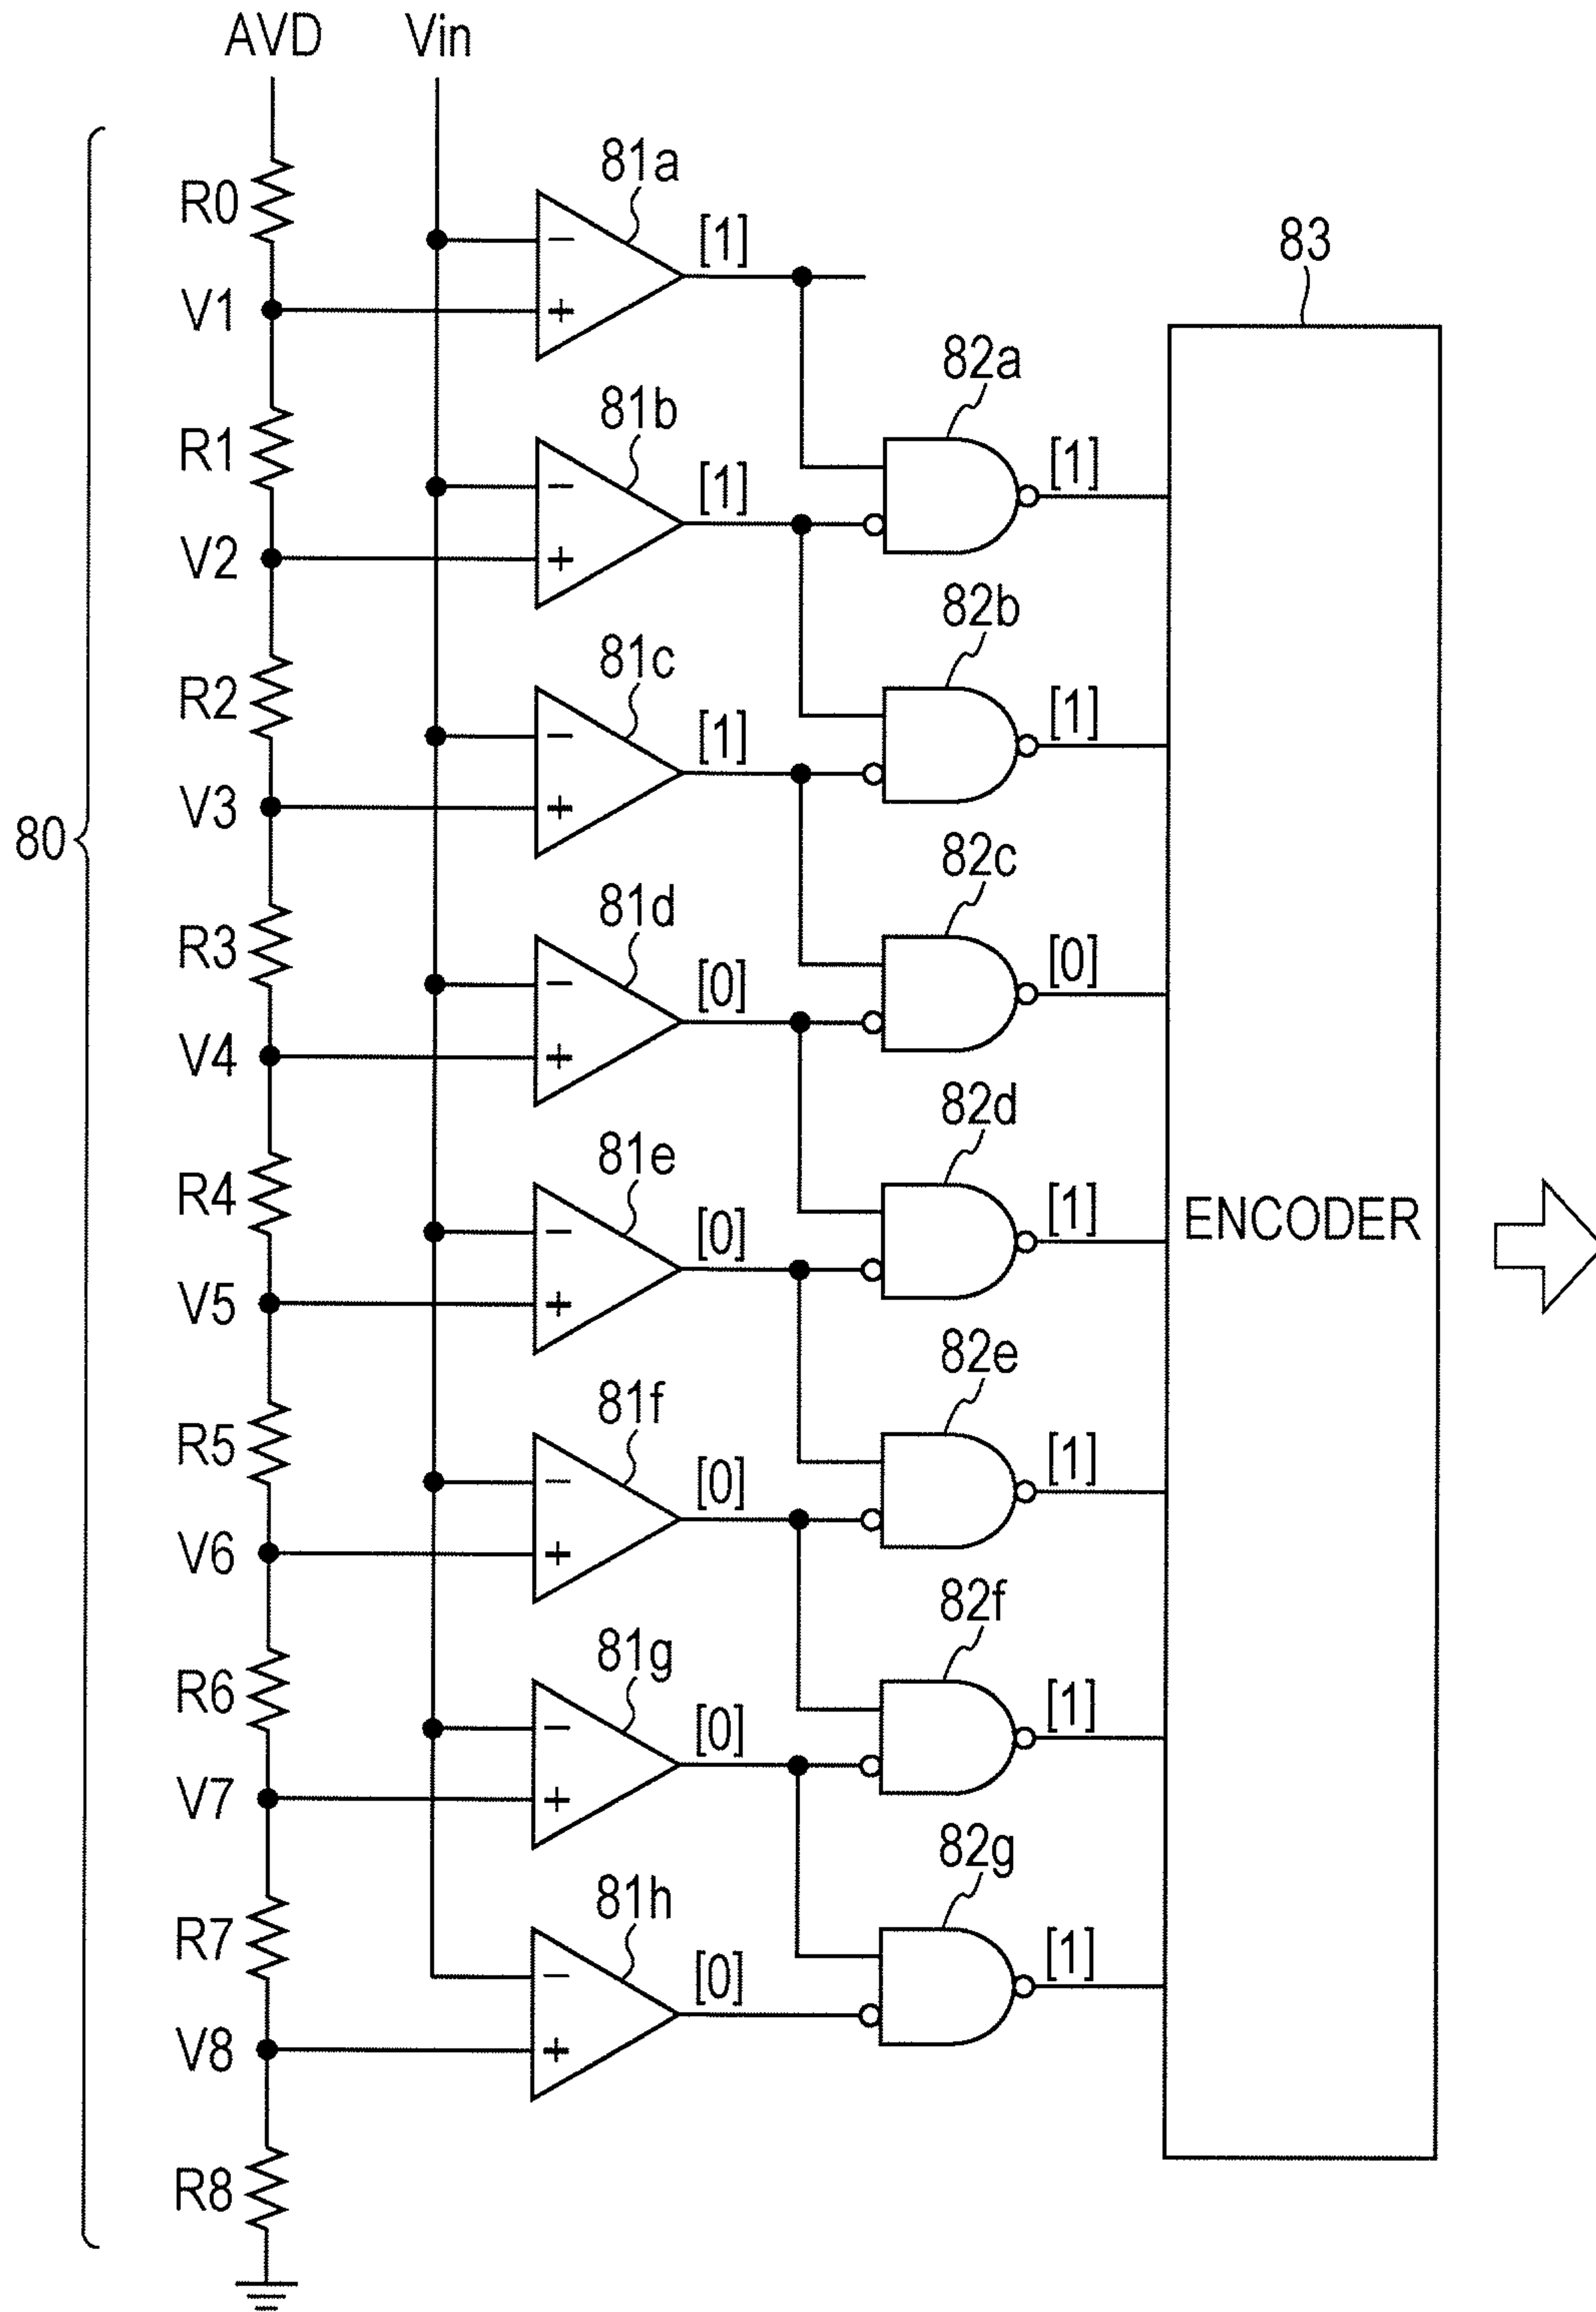 AVD Vin
81a
R0 − [1] 83
V1 +
82a
81b
R1 − [1] [1]
V2 +
82b
81c
R2 − [1] [1]
V3 +
80
82c
81d
R3 − [0] [0]
V4 +
82d
81e
R4 − [0] [1] ENCODER
V5 +
82e
81f
R5 − [0] [1]
V6 +
82f
81g
R6 − [0] [1]
V7 +
82g
81h
R7 − [0] [1]
V8 +
R8